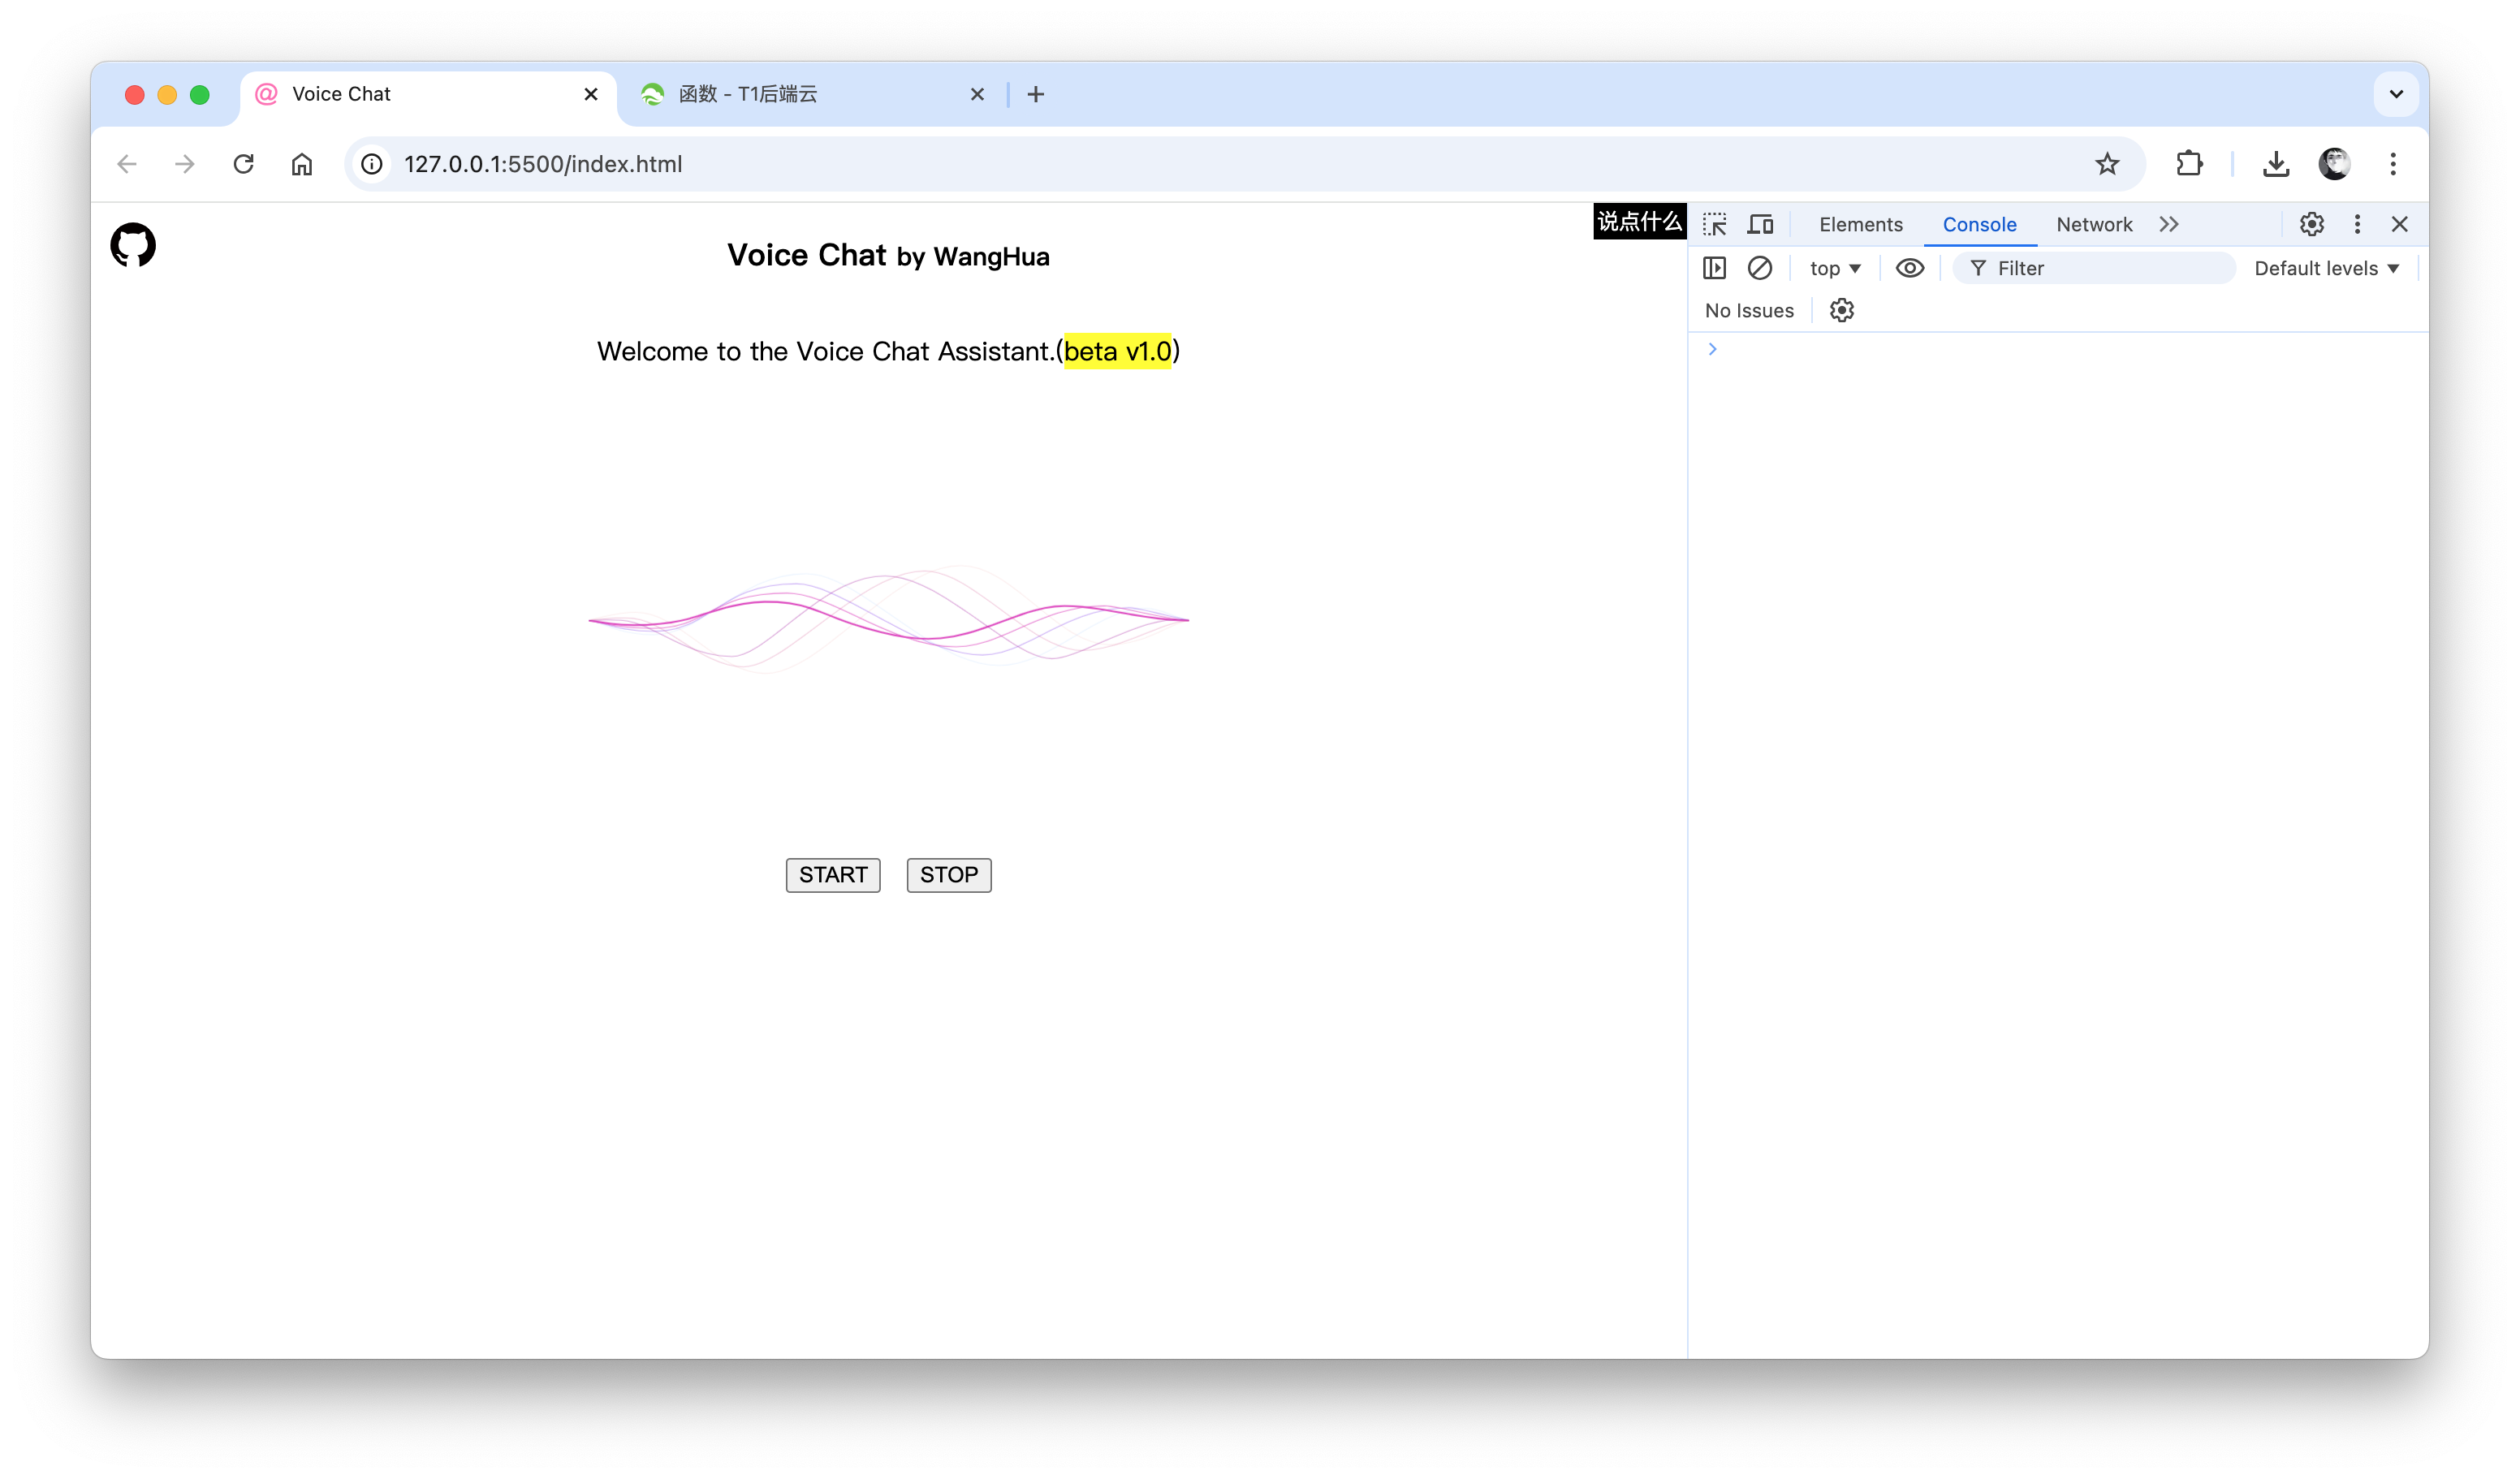 Voice Chat
函数 - T1后端云
127.0.0.1:5500/index.html
说点什么
Voice Chat by WangHua
Welcome to the Voice Chat Assistant.(beta v1.0)
START STOP
Elements Console Network
top Filter Default levels
No Issues